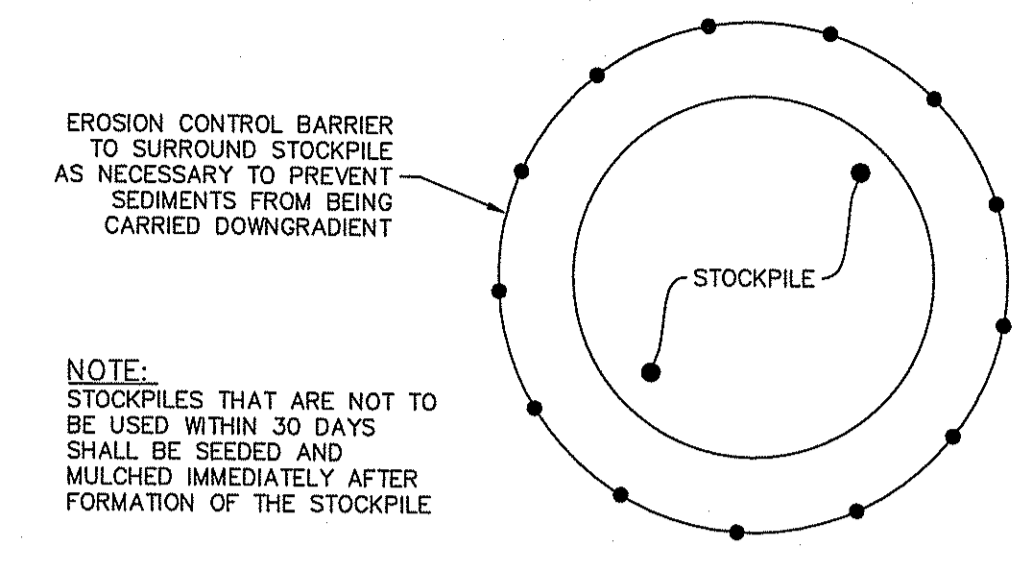 EROSION CONTROL BARRIER
TO SURROUND STOCKPILE
AS NECESSARY TO PREVENT
SEDIMENTS FROM BEING
CARRIED DOWNGRADIENT
STOCKPILE
NOTE:
STOCKPILES THAT ARE NOT TO
BE USED WITHIN 30 DAYS
SHALL BE SEEDED AND
MULCHED IMMEDIATELY AFTER
FORMATION OF THE STOCKPILE